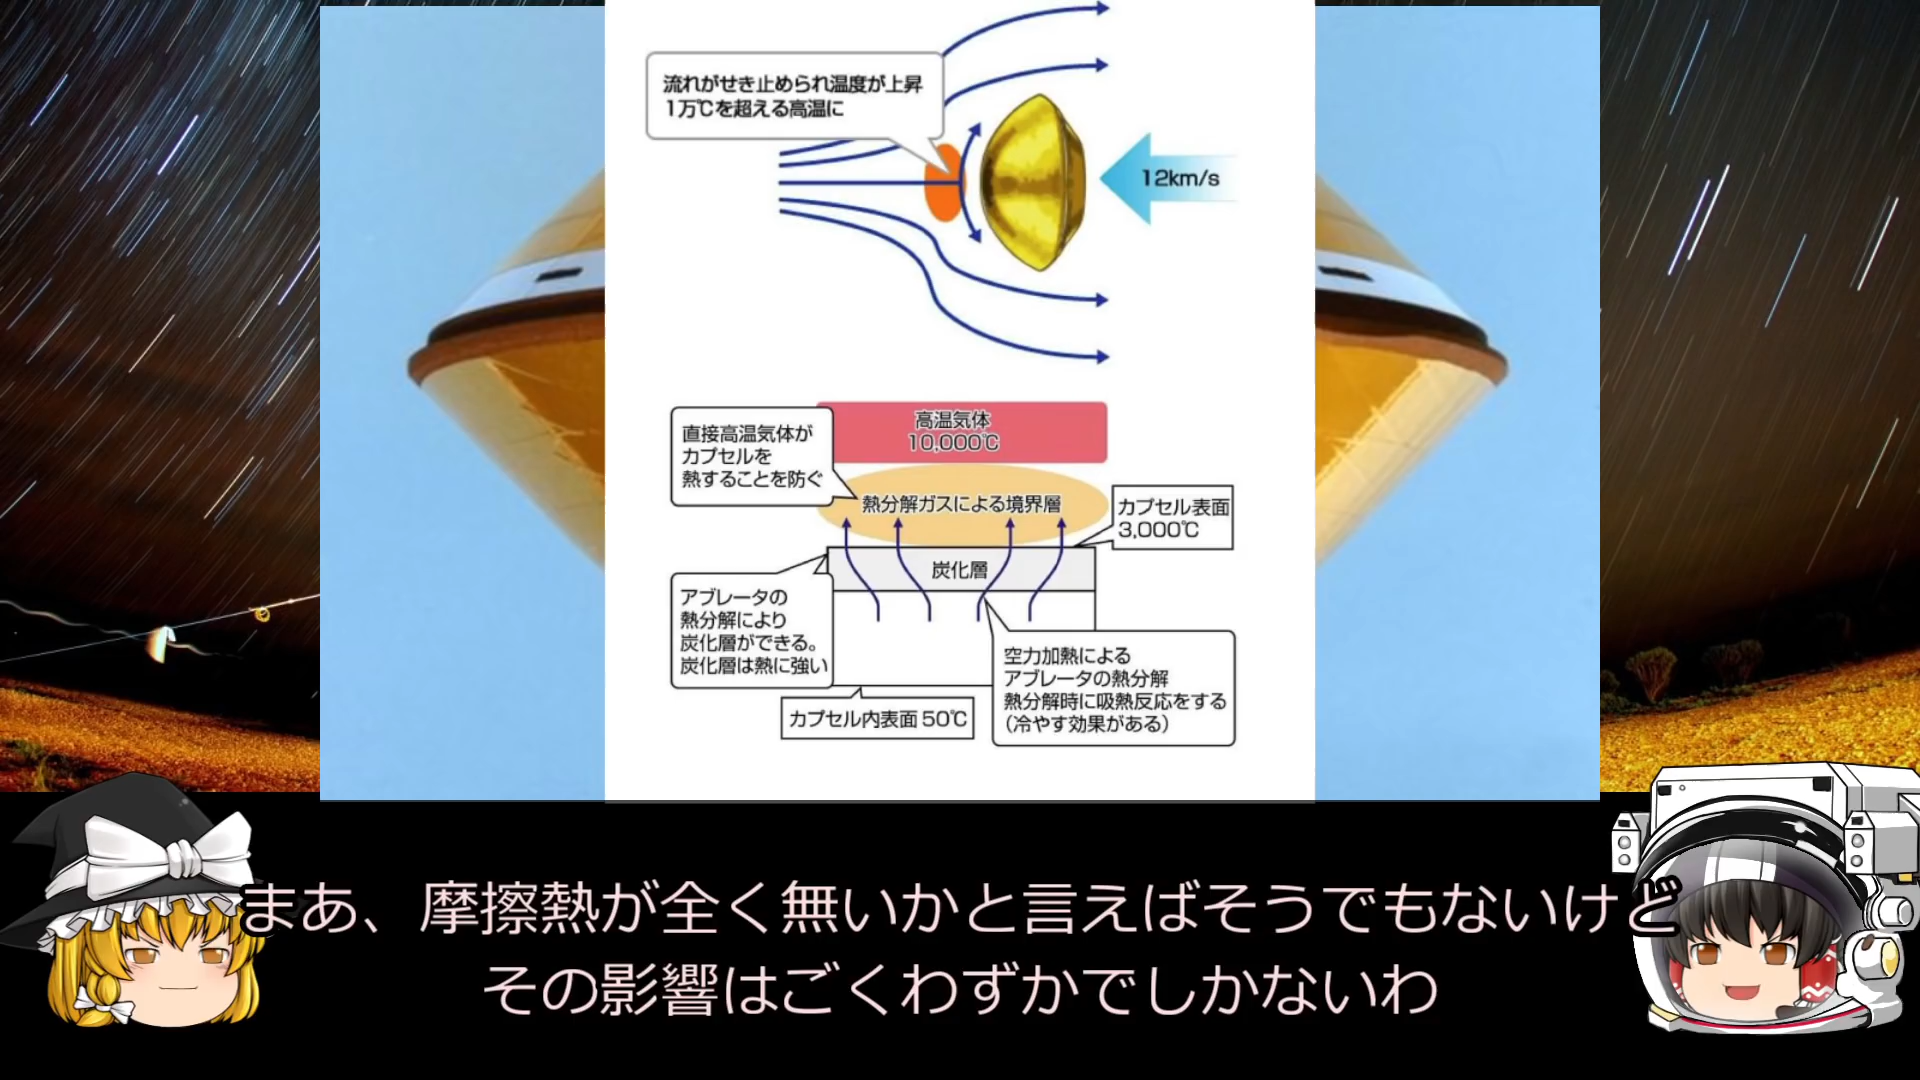 流れがせき止められ温度が上昇
1万℃を超える高温に
12km/s
高温気体
10,000℃
直接高温気体が
カプセルを
熱することを防ぐ
熱分解ガスによる境界層
カプセル表面
3,000℃
炭化層
アブレータの
熱分解により
炭化層ができる。
炭化層は熱に強い
空力加熱による
アブレータの熱分解
熱分解時に吸熱反応をする
(冷やす効果がある)
カプセル内表面 50℃
まあ、摩擦熱が全く無いかと言えばそうでもないけど
その影響はごくわずかでしかないわ